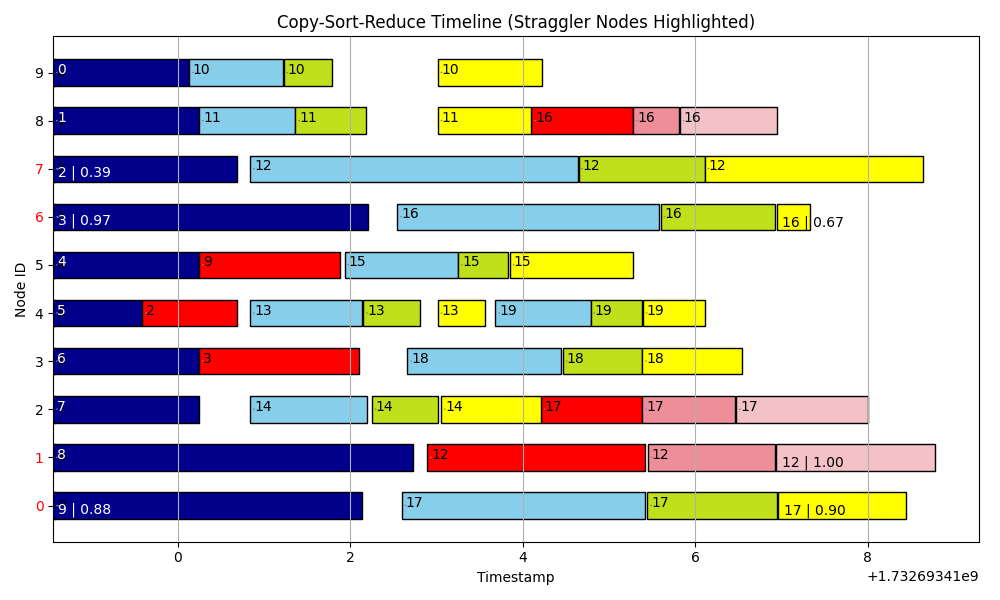 Copy-Sort-Reduce Timeline (Straggler Nodes Highlighted)
9 0 10 10 10
8 1 11 11 11 16 16 16
7 2 | 0.39 12 12 12
6 3 | 0.97 16 16 16 | 0.67
5 4 9 15 15 15
4 5 2 13 13 13 19 19 19
3 6 3 18 18 18
2 7 14 14 14 17 17 17
1 8 12 12 12 | 1.00
0 9 | 0.88 17 17 17 | 0.90
Node ID
0 2 4 6 8
Timestamp
+1.73269341e9